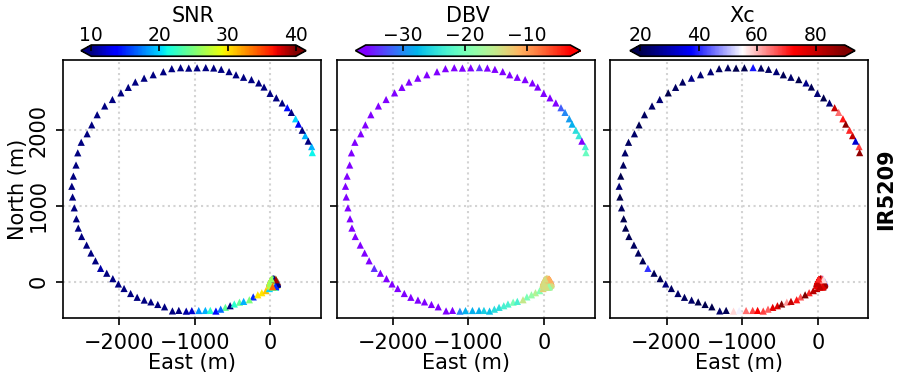 SNR DBV Xc
10 20 30 40 −30 −20 −10 20 40 60 80
North (m)
2000
1000
0
IR5209
−2000 −1000 0 −2000 −1000 0 −2000 −1000 0
East (m) East (m) East (m)